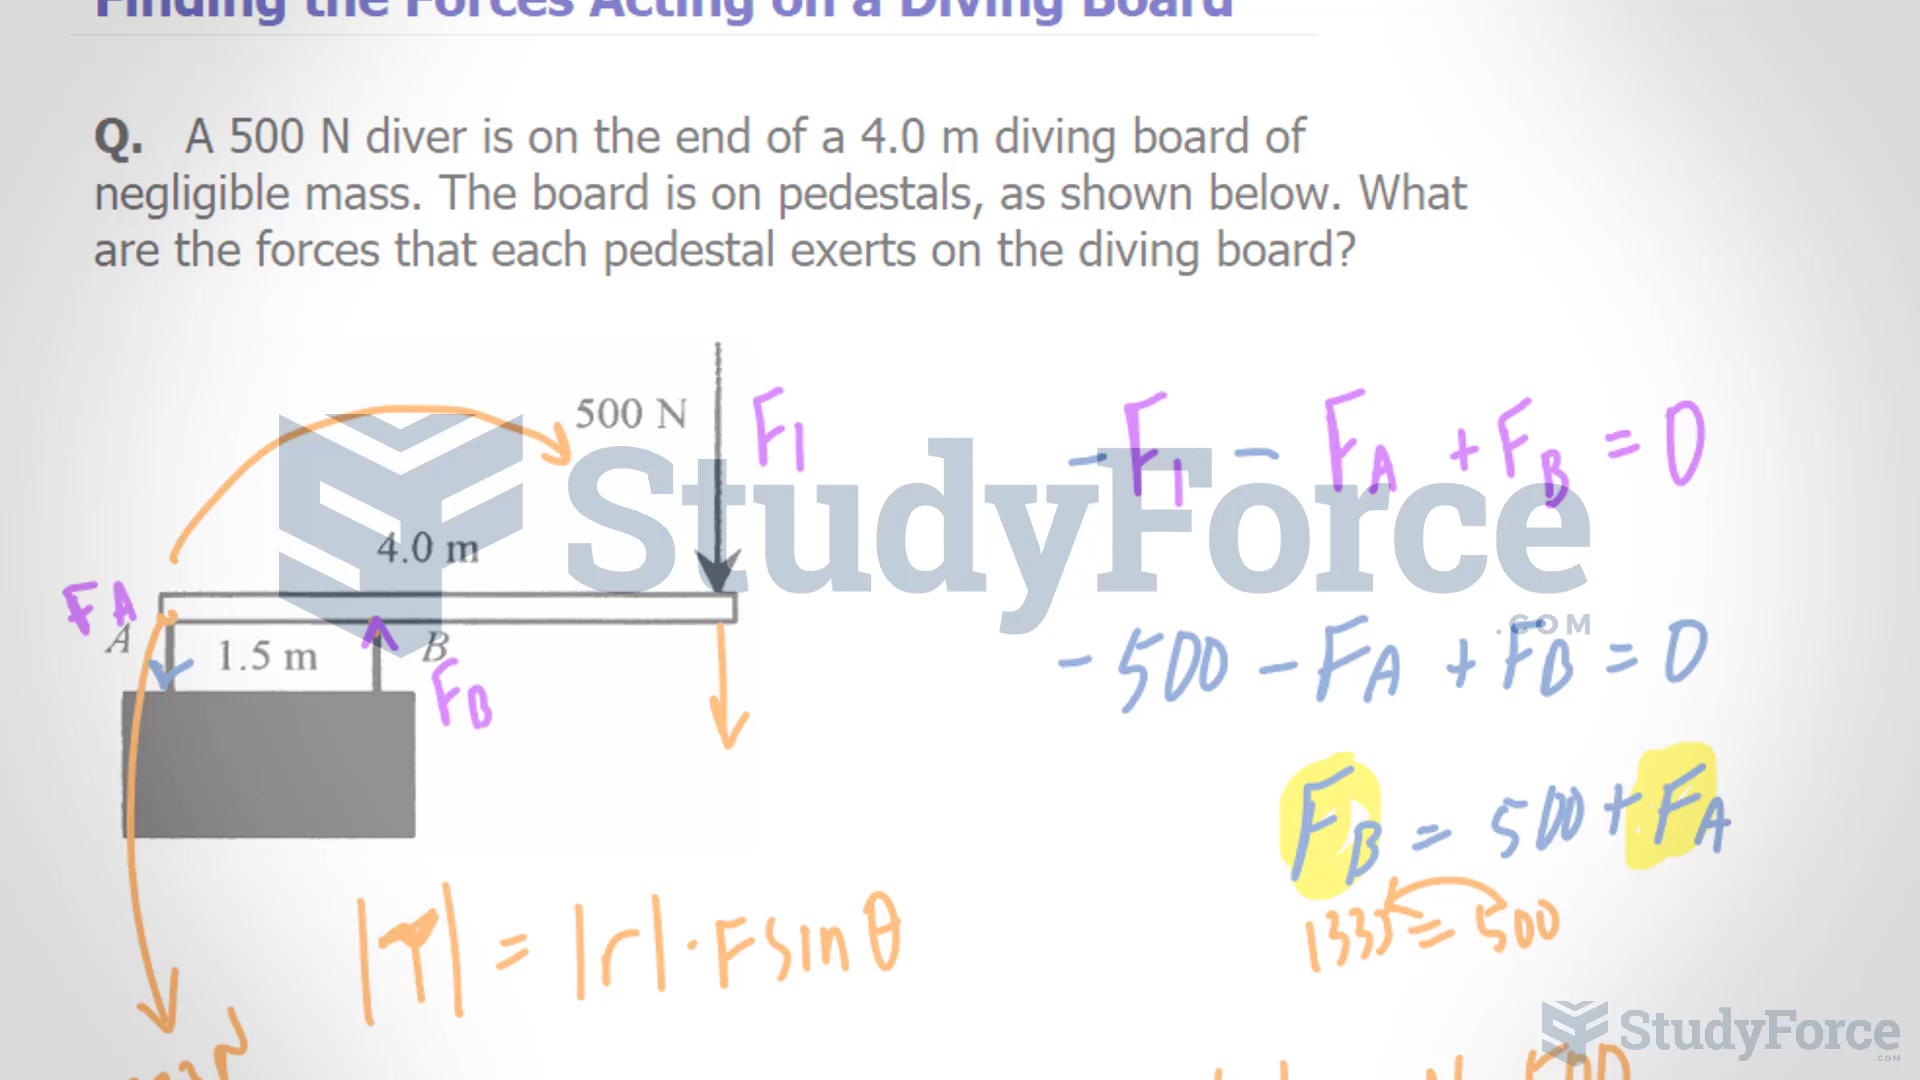 Finding the Forces Acting on a Diving Board
Q. A 500 N diver is on the end of a 4.0 m diving board of
negligible mass. The board is on pedestals, as shown below. What
are the forces that each pedestal exerts on the diving board?
500 N
F1
- F1 - FA + FB = 0
StudyForce
.COM
4.0 m
FA
A
1.5 m
B
FB
- 500 - FA + FB = 0
FB = 500 + FA
1333 = 500
|τ| = |r| · F sin θ
StudyForce
.COM